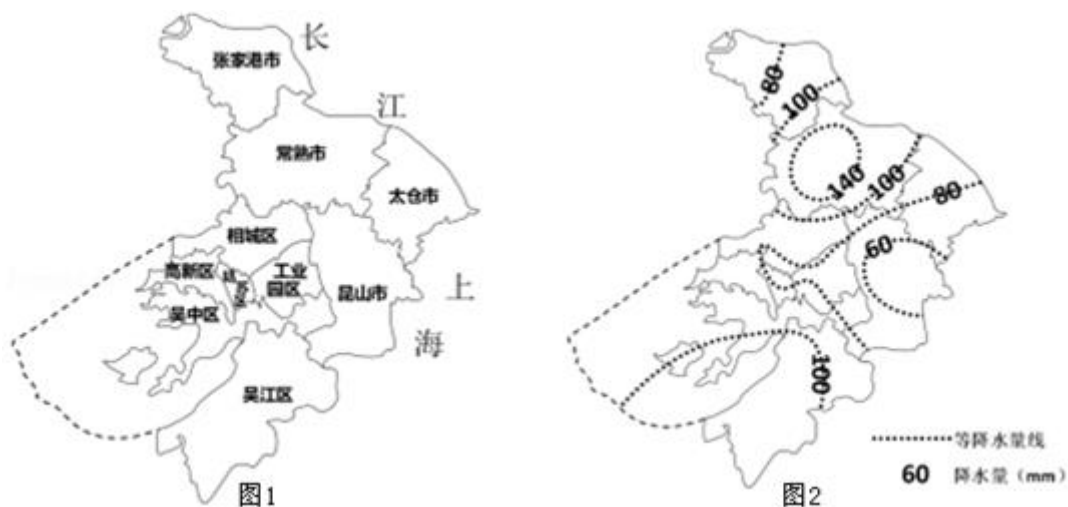 长
江
上
海
张家港市
常熟市
太仓市
相城区
高新区
工业
园区
昆山市
吴中区
吴江区
图1
80
100
140
100
80
60
100
等降水量线
60 降水量（mm）
图2